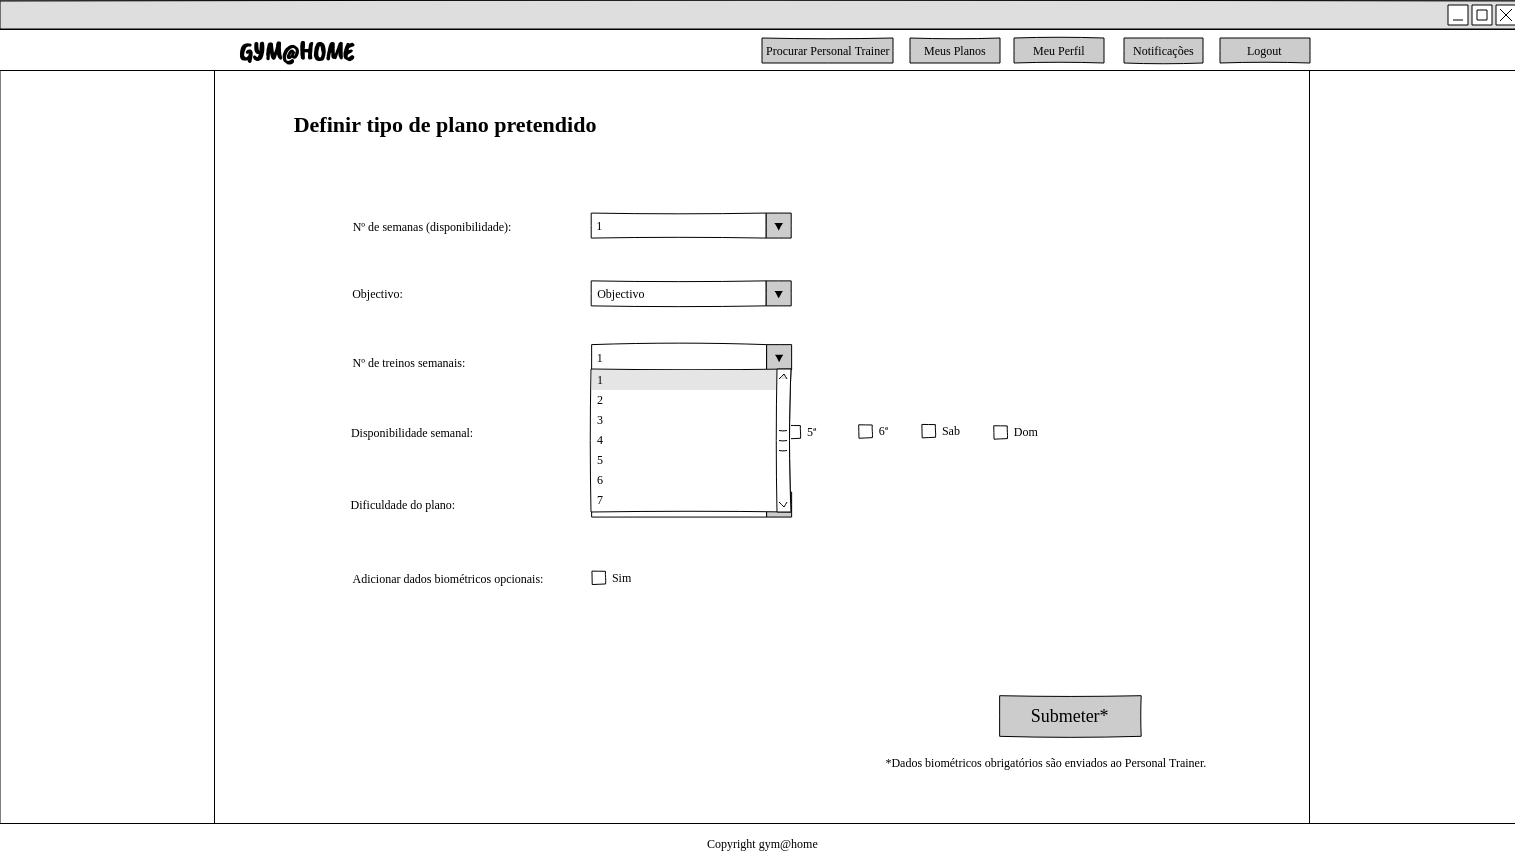 GYM@HOME
Procurar Personal Trainer
Meus Planos
Meu Perfil
Notificações
Logout
Definir tipo de plano pretendido
Nº de semanas (disponibilidade):
1
Objectivo:
Objectivo
Nº de treinos semanais:
1
1
2
3
4
5
6
7
Disponibilidade semanal:
5ª
6ª
Sab
Dom
Dificuldade do plano:
Adicionar dados biométricos opcionais:
Sim
Submeter*
*Dados biométricos obrigatórios são enviados ao Personal Trainer.
Copyright gym@home